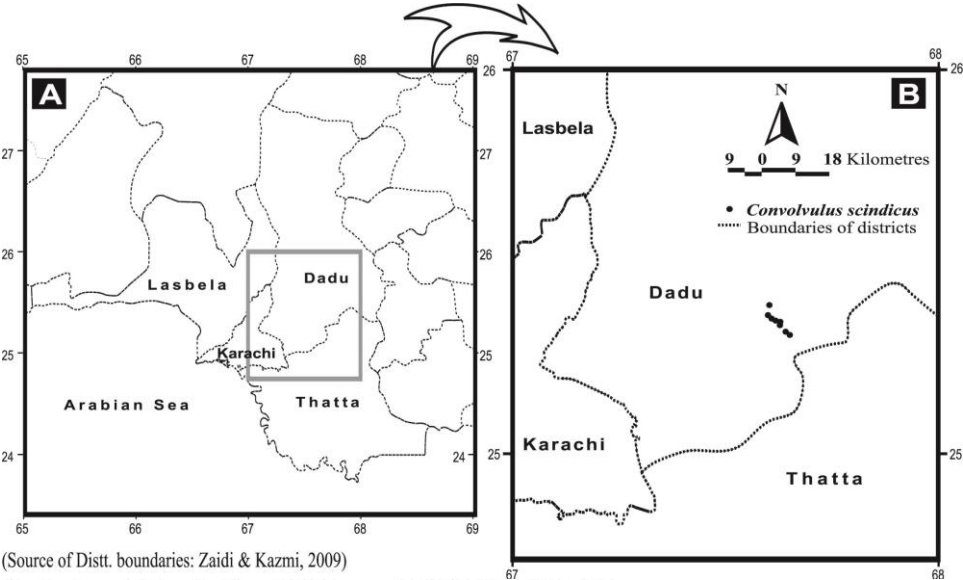 65 66 67 68 69
A
27 27
26 26
25 25
24 24
Lasbela
Dadu
Karachi
Arabian Sea
Thatta
65 66 67 68 69
67 68
26 26
B
Lasbela
N
9 0 9 18 Kilometres
Convolvulus scindicus
Boundaries of districts
Dadu
Karachi
25 25
Thatta
67 68
(Source of Distt. boundaries: Zaidi & Kazmi, 2009)